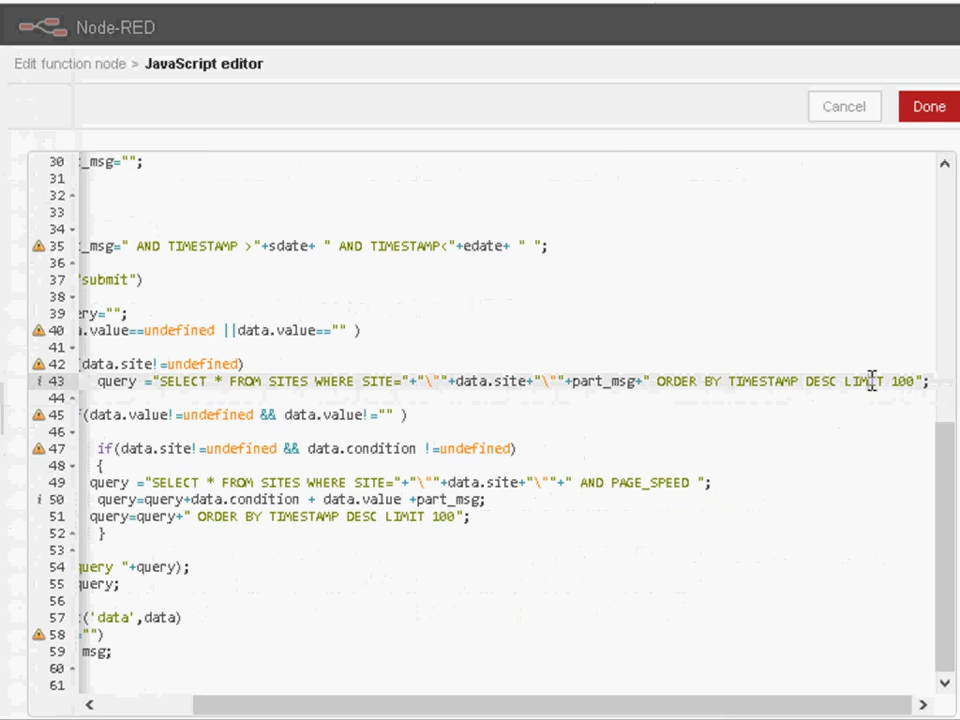 Node-RED
Edit function node > JavaScript editor
Cancel
Done
30 t_msg="";
31
32
33
34
35 _msg=" AND TIMESTAMP >"+sdate+ " AND TIMESTAMP<"+edate+ " ";
36
37 "submit")
38
39 ery="";
40 a.value==undefined ||data.value=="" )
41
42 (data.site!=undefined)
i 43 query ="SELECT * FROM SITES WHERE SITE="+"\""+data.site+"\""+part_msg+" ORDER BY TIMESTAMP DESC LIMIT 100";
44
45 f(data.value!=undefined && data.value!="" )
46
47 if(data.site!=undefined && data.condition !=undefined)
48 {
49 query ="SELECT * FROM SITES WHERE SITE="+"\""+data.site+"\""+" AND PAGE_SPEED ";
i 50 query=query+data.condition + data.value +part_msg;
51 query=query+" ORDER BY TIMESTAMP DESC LIMIT 100";
52 }
53
54 query "+query);
55 query;
56
57 t('data',data)
58 ="")
59 msg;
60
61